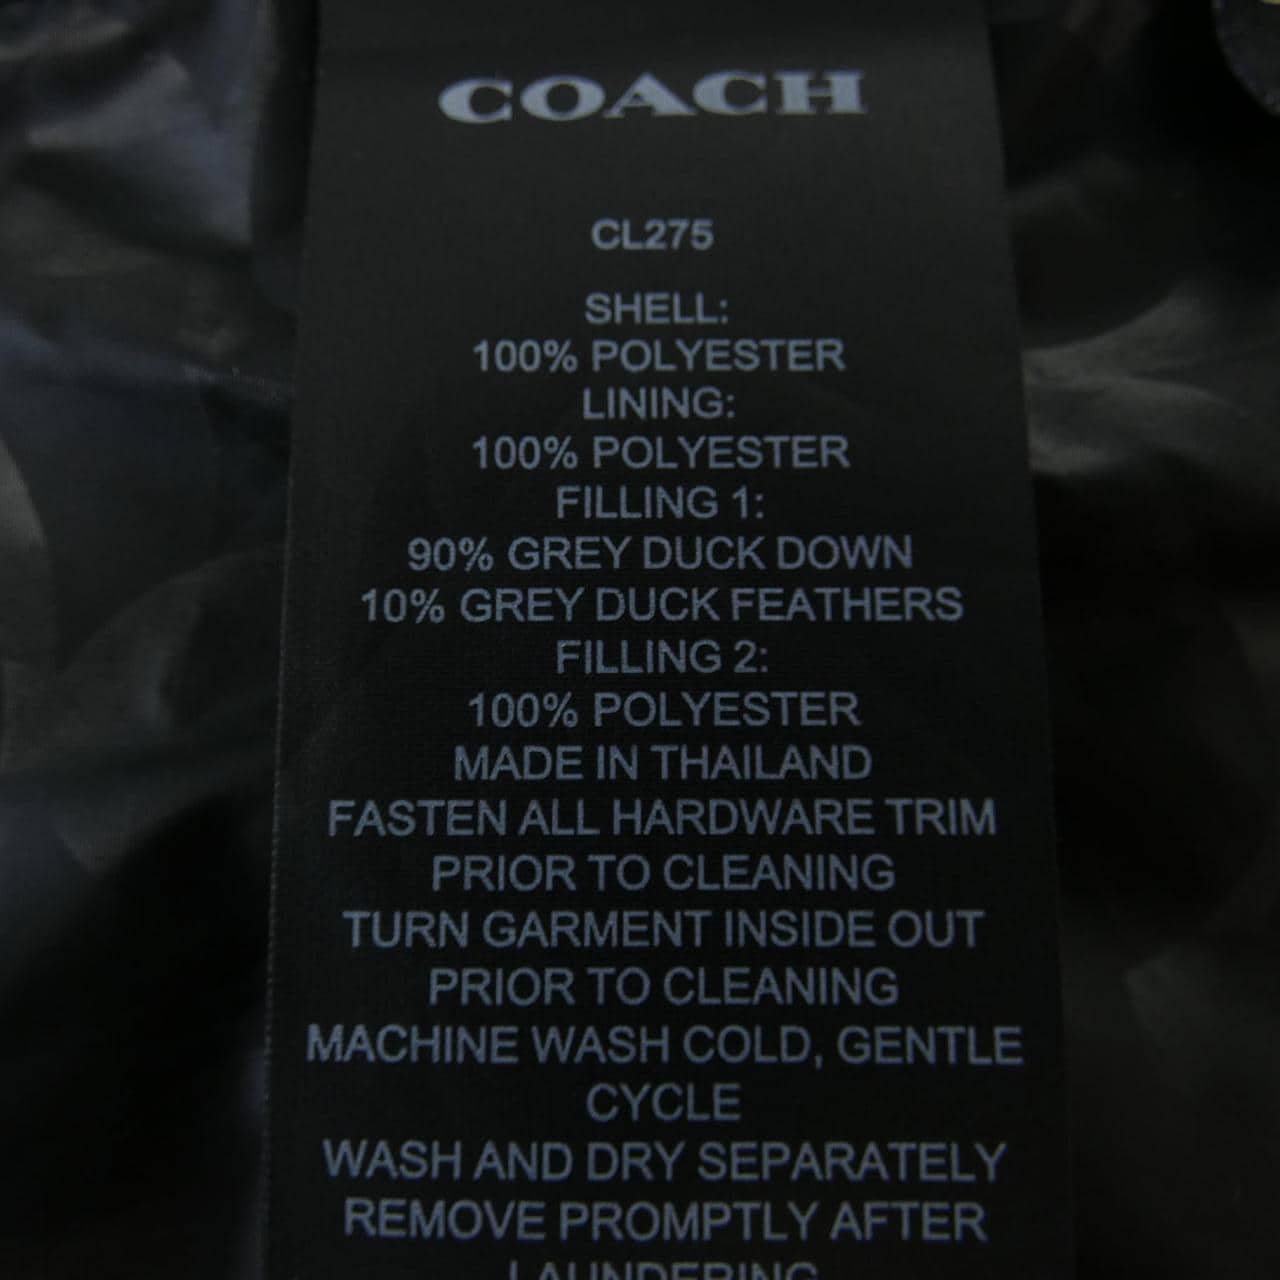 COACH
CL275
SHELL:
100% POLYESTER
LINING:
100% POLYESTER
FILLING 1:
90% GREY DUCK DOWN
10% GREY DUCK FEATHERS
FILLING 2:
100% POLYESTER
MADE IN THAILAND
FASTEN ALL HARDWARE TRIM
PRIOR TO CLEANING
TURN GARMENT INSIDE OUT
PRIOR TO CLEANING
MACHINE WASH COLD, GENTLE
CYCLE
WASH AND DRY SEPARATELY
REMOVE PROMPTLY AFTER
LAUNDERING